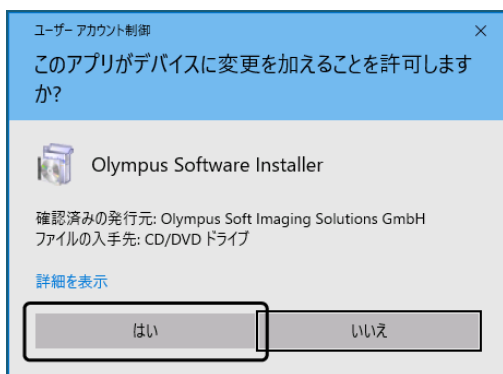 ユーザー アカウント制御
このアプリがデバイスに変更を加えることを許可します
か?
Olympus Software Installer
確認済みの発行元: Olympus Soft Imaging Solutions GmbH
ファイルの入手先: CD/DVD ドライブ
詳細を表示
はい いいえ